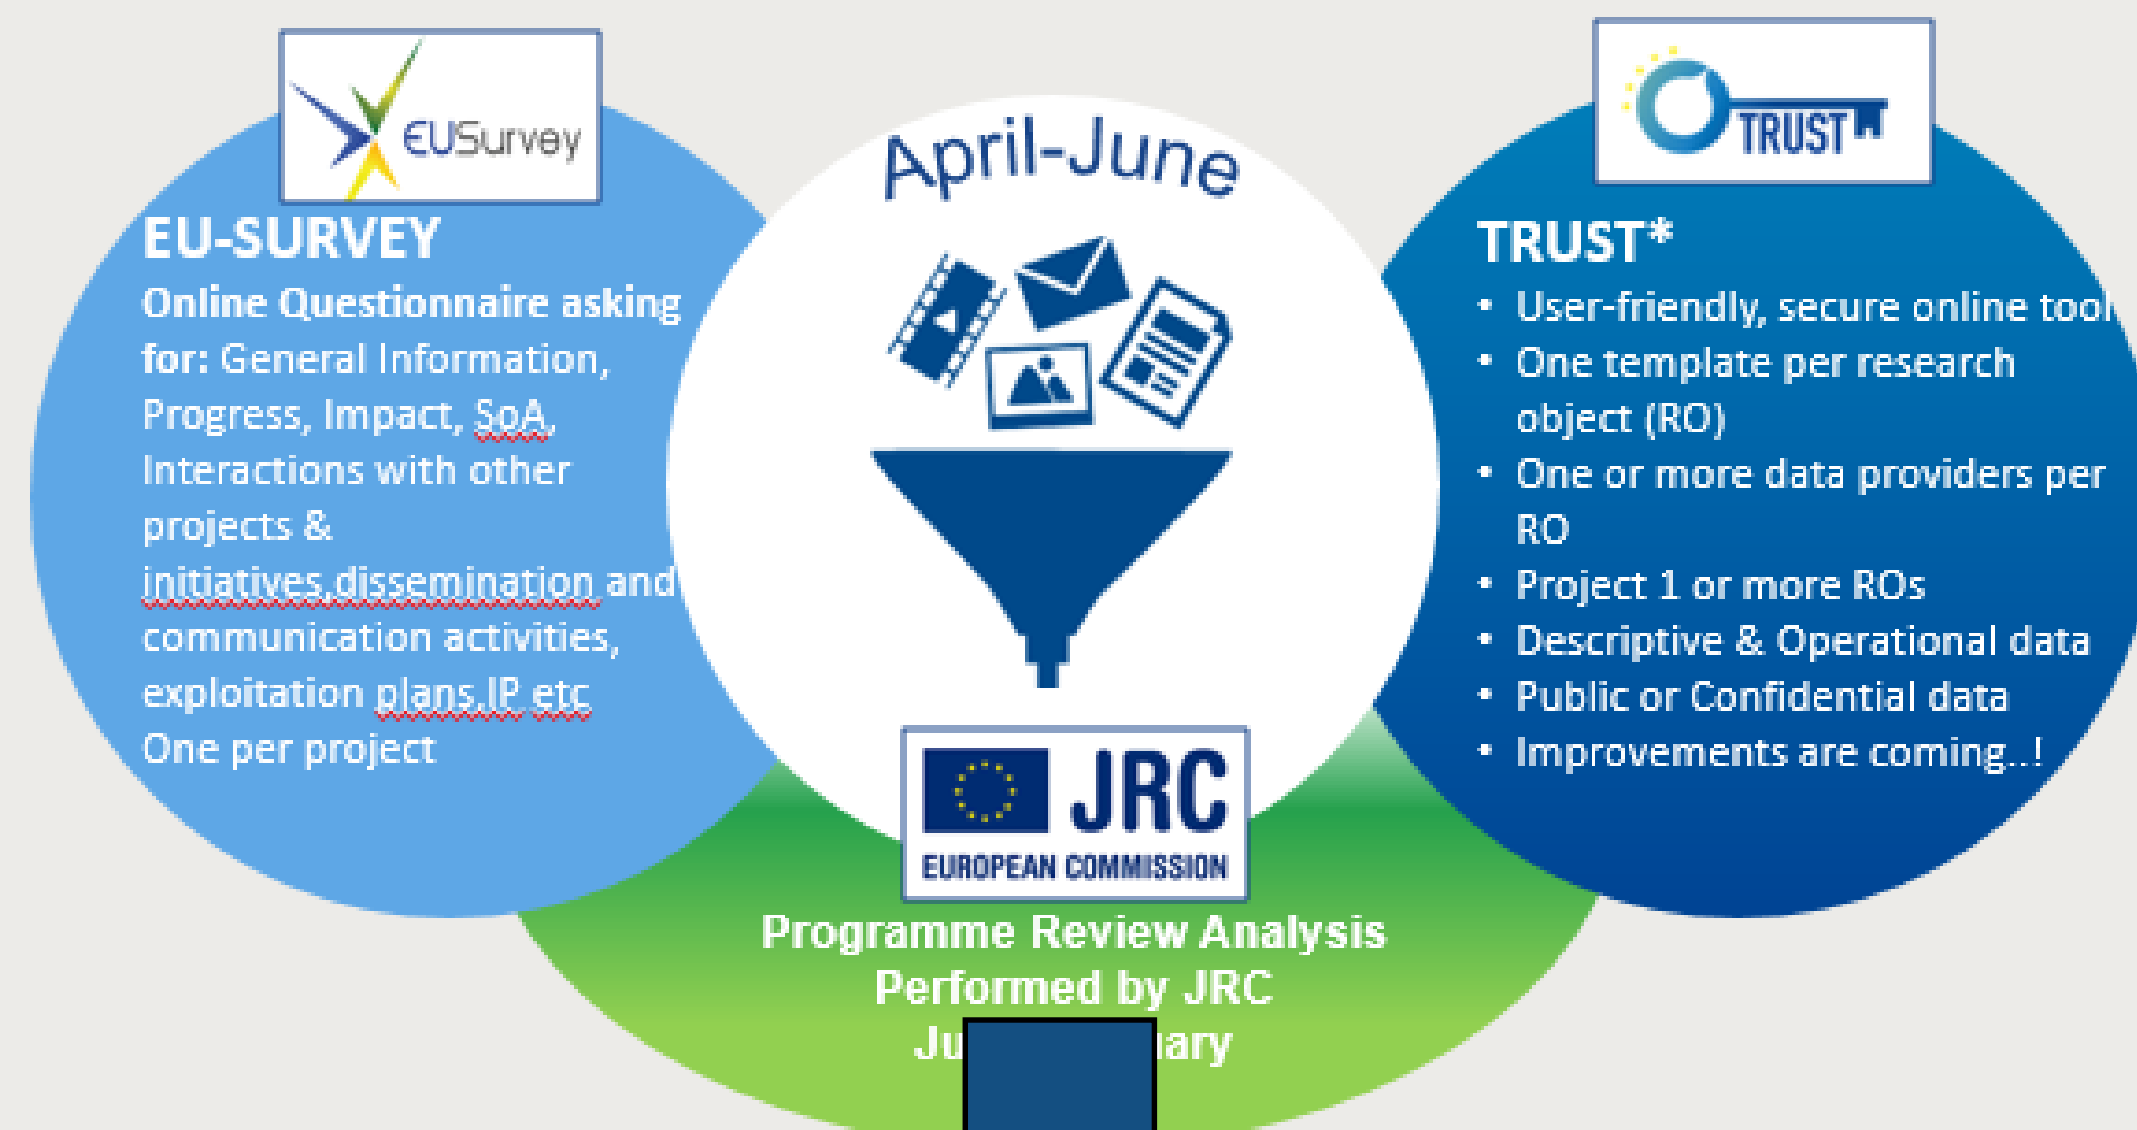 EUSurvey
EU-SURVEY
Online Questionnaire asking
for: General Information,
Progress, Impact, SoA,
Interactions with other
projects &
initiatives,dissemination and
communication activities,
exploitation plans,IP etc
One per project
April-June
JRC
EUROPEAN COMMISSION
Programme Review Analysis
Performed by JRC
TRUST
TRUST*
• User-friendly, secure online tool
• One template per research
object (RO)
• One or more data providers per
RO
• Project 1 or more ROs
• Descriptive & Operational data
• Public or Confidential data
• Improvements are coming..!